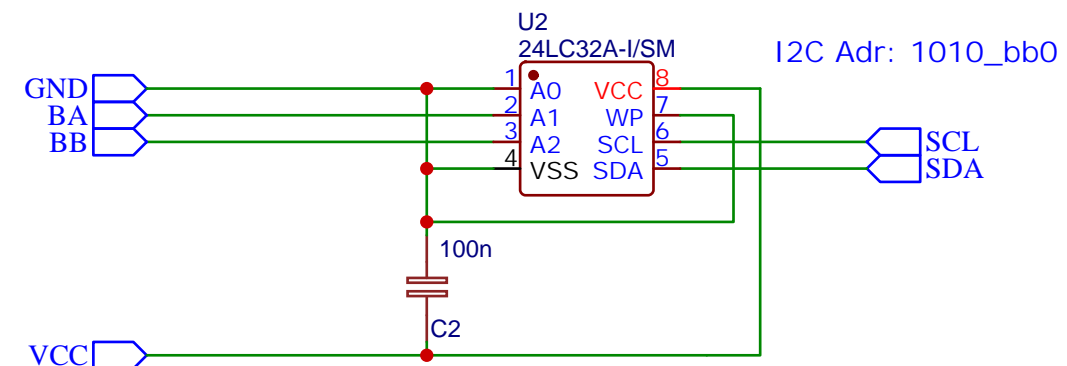 U2
24LC32A-I/SM
I2C Adr: 1010_bb0
GND
BA
BB
1
2
3
4
A0
A1
A2
VSS
VCC
WP
SCL
SDA
8
7
6
5
SCL
SDA
100n
C2
VCC